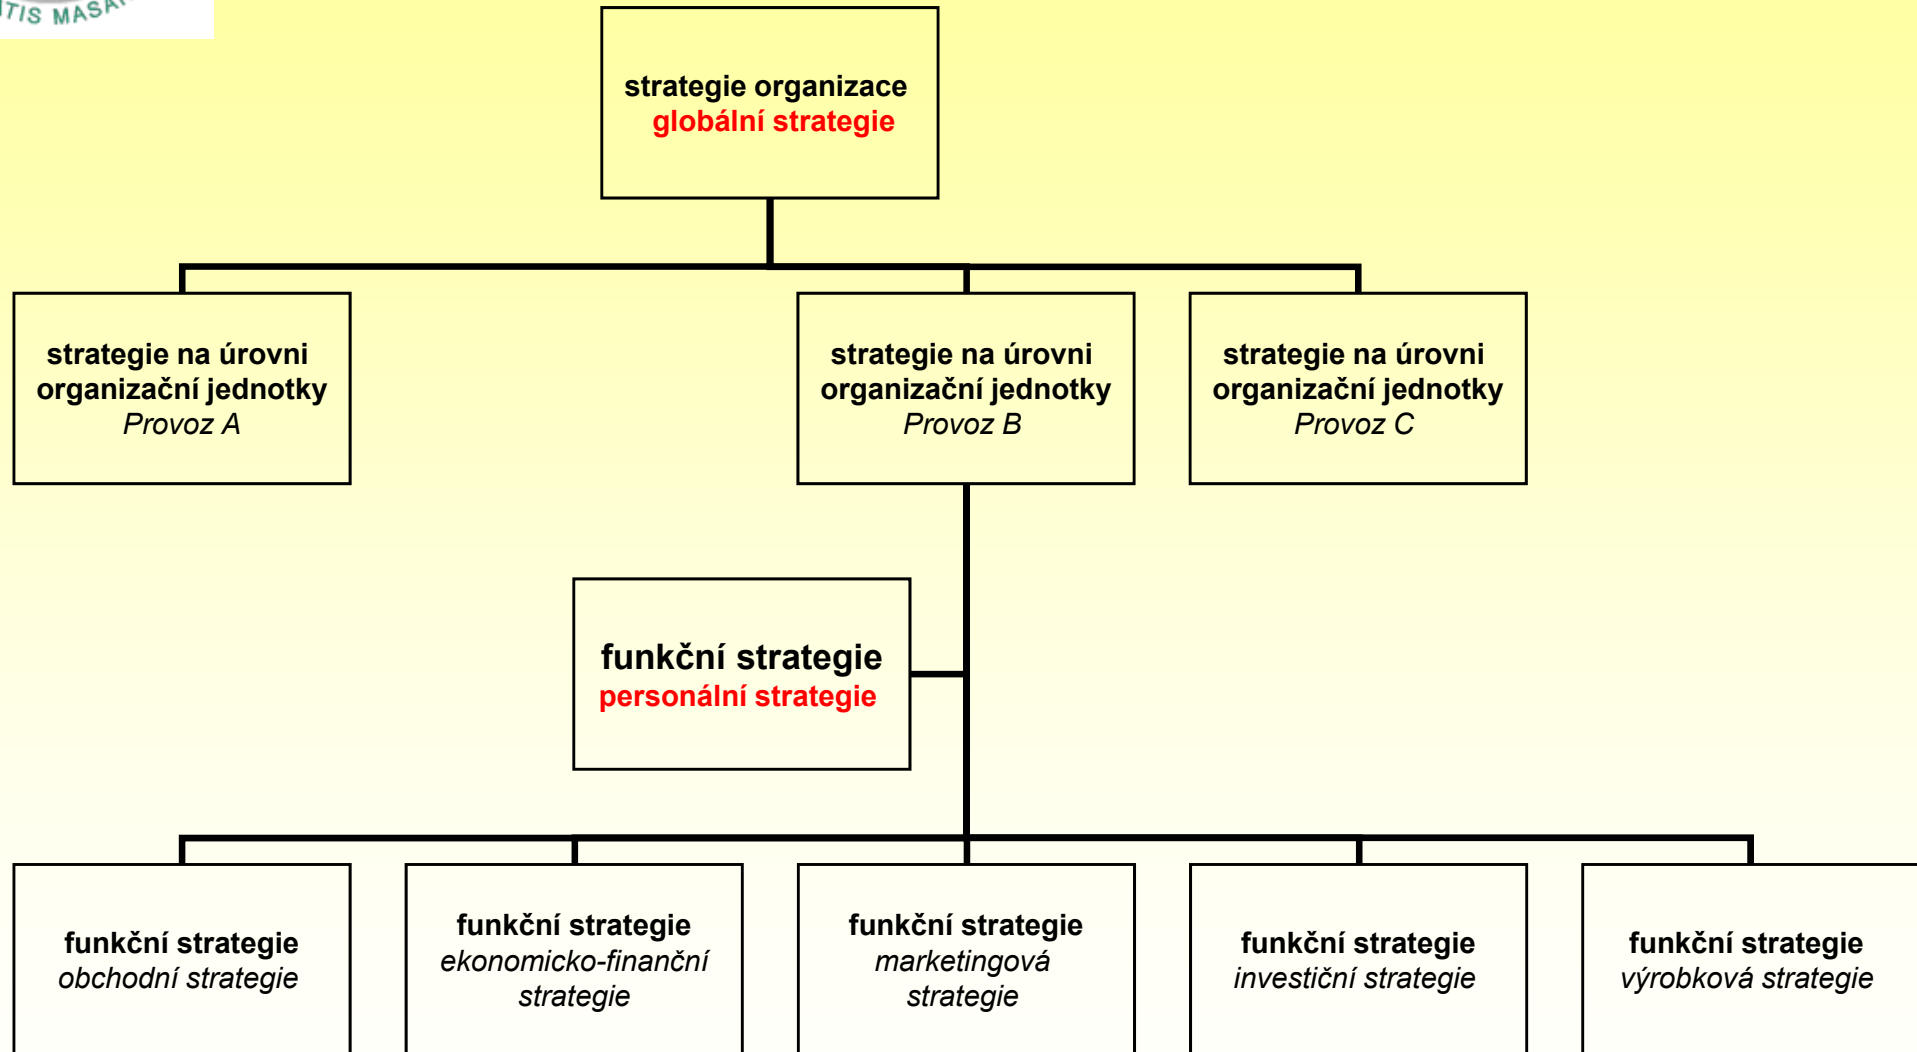 TIS MASA
strategie organizace
globální strategie
strategie na úrovni
organizační jednotky
Provoz A
strategie na úrovni
organizační jednotky
Provoz B
strategie na úrovni
organizační jednotky
Provoz C
funkční strategie
personální strategie
funkční strategie
obchodní strategie
funkční strategie
ekonomicko-finanční
strategie
funkční strategie
marketingová
strategie
funkční strategie
investiční strategie
funkční strategie
výrobková strategie